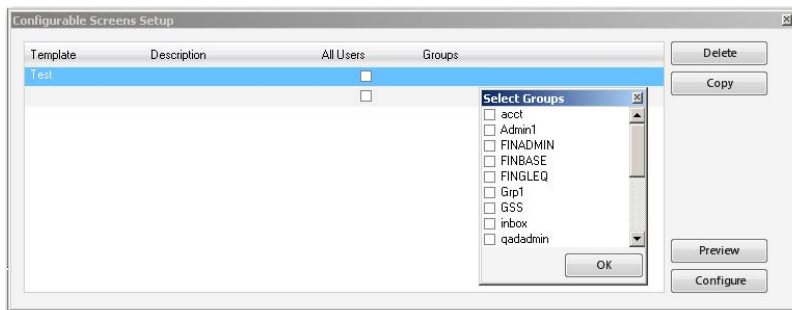 Configurable Screens Setup
Template Description All Users Groups
Test
Delete
Copy
Select Groups
acct
Admin1
FINADMIN
FINBASE
FINGLEQ
Grp1
GSS
inbox
qadadmin
OK
Preview
Configure